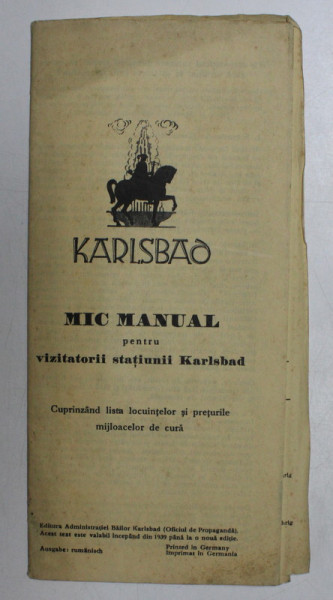 KARLSBAD
MIC MANUAL
pentru
vizitatorii stațiunii Karlsbad
Cuprinzând lista locuințelor și prețurile
mijloacelor de cură
Editura Administrației Băilor Karlsbad (Oficiul de Propagandă).
Acest text este valabil începând din 1939 până la o nouă ediție.
Ausgabe: rumänisch
Printed in Germany
Imprimat în Germania